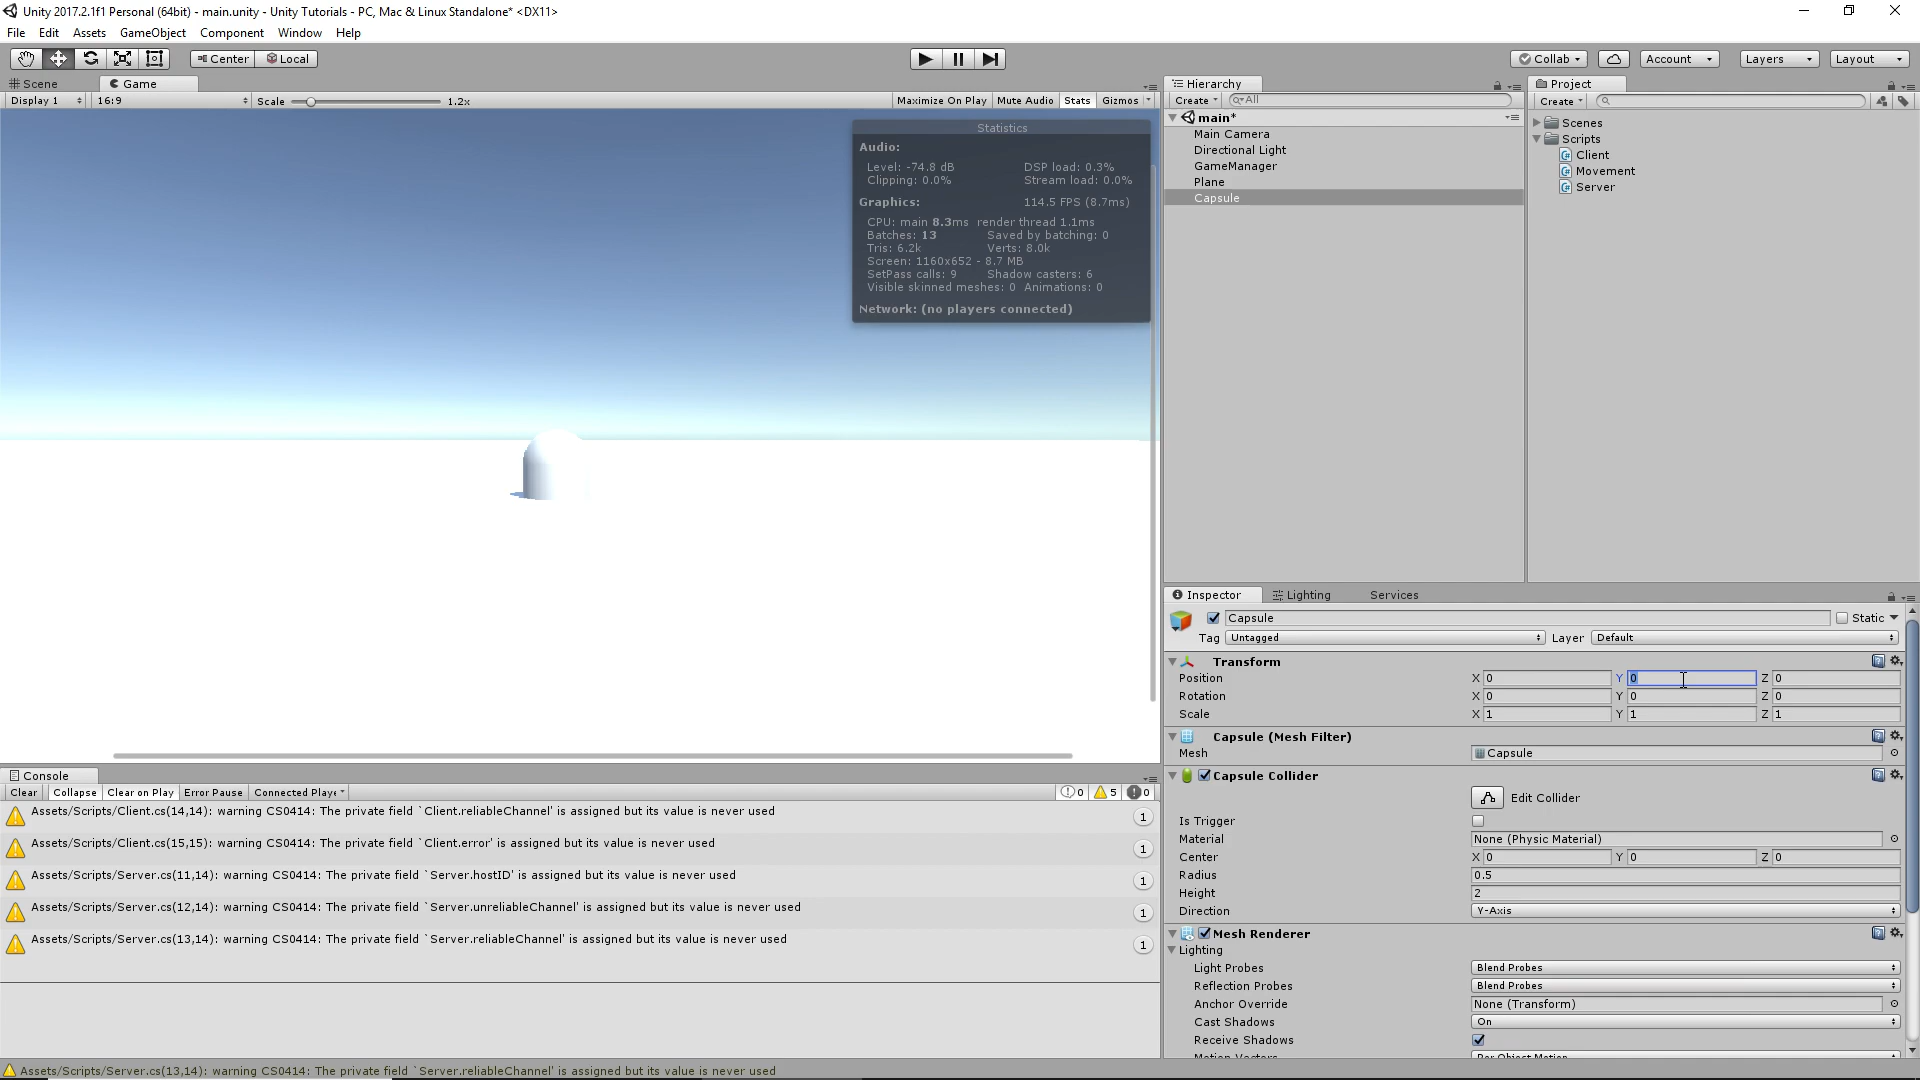 Unity 2017.2.1f1 Personal (64bit) - main.unity - Unity Tutorials - PC, Mac & Linux Standalone* <DX11>
File Edit Assets GameObject Component Window Help
Center Local Collab Account Layers Layout
Scene Game
Display 1 16:9 Scale 1.2x Maximize On Play Mute Audio Stats Gizmos
Statistics
Audio:
Level: -74.8 dB DSP load: 0.3%
Clipping: 0.0% Stream load: 0.0%
Graphics: 114.5 FPS (8.7ms)
CPU: main 8.3ms render thread 1.1ms
Batches: 13 Saved by batching: 0
Tris: 6.2k Verts: 8.0k
Screen: 1160x652 - 8.7 MB
SetPass calls: 9 Shadow casters: 6
Visible skinned meshes: 0 Animations: 0
Network: (no players connected)
Hierarchy
Create All
main*
Main Camera
Directional Light
GameManager
Plane
Capsule
Project
Create
Scenes
Scripts
Client
Movement
Server
Inspector Lighting Services
Capsule Static
Tag Untagged Layer Default
Transform
Position X 0 Y 0 Z 0
Rotation X 0 Y 0 Z 0
Scale X 1 Y 1 Z 1
Capsule (Mesh Filter)
Mesh Capsule
Capsule Collider
Edit Collider
Is Trigger
Material None (Physic Material)
Center X 0 Y 0 Z 0
Radius 0.5
Height 2
Direction Y-Axis
Mesh Renderer
Lighting
Light Probes Blend Probes
Reflection Probes Blend Probes
Anchor Override None (Transform)
Cast Shadows On
Receive Shadows
Motion Vectors Per Object Motion
Console
Clear Collapse Clear on Play Error Pause Connected Playe 0 5 0
Assets/Scripts/Client.cs(14,14): warning CS0414: The private field `Client.reliableChannel' is assigned but its value is never used 1
Assets/Scripts/Client.cs(15,15): warning CS0414: The private field `Client.error' is assigned but its value is never used 1
Assets/Scripts/Server.cs(11,14): warning CS0414: The private field `Server.hostID' is assigned but its value is never used 1
Assets/Scripts/Server.cs(12,14): warning CS0414: The private field `Server.unreliableChannel' is assigned but its value is never used 1
Assets/Scripts/Server.cs(13,14): warning CS0414: The private field `Server.reliableChannel' is assigned but its value is never used 1
Assets/Scripts/Server.cs(13,14): warning CS0414: The private field `Server.reliableChannel' is assigned but its value is never used